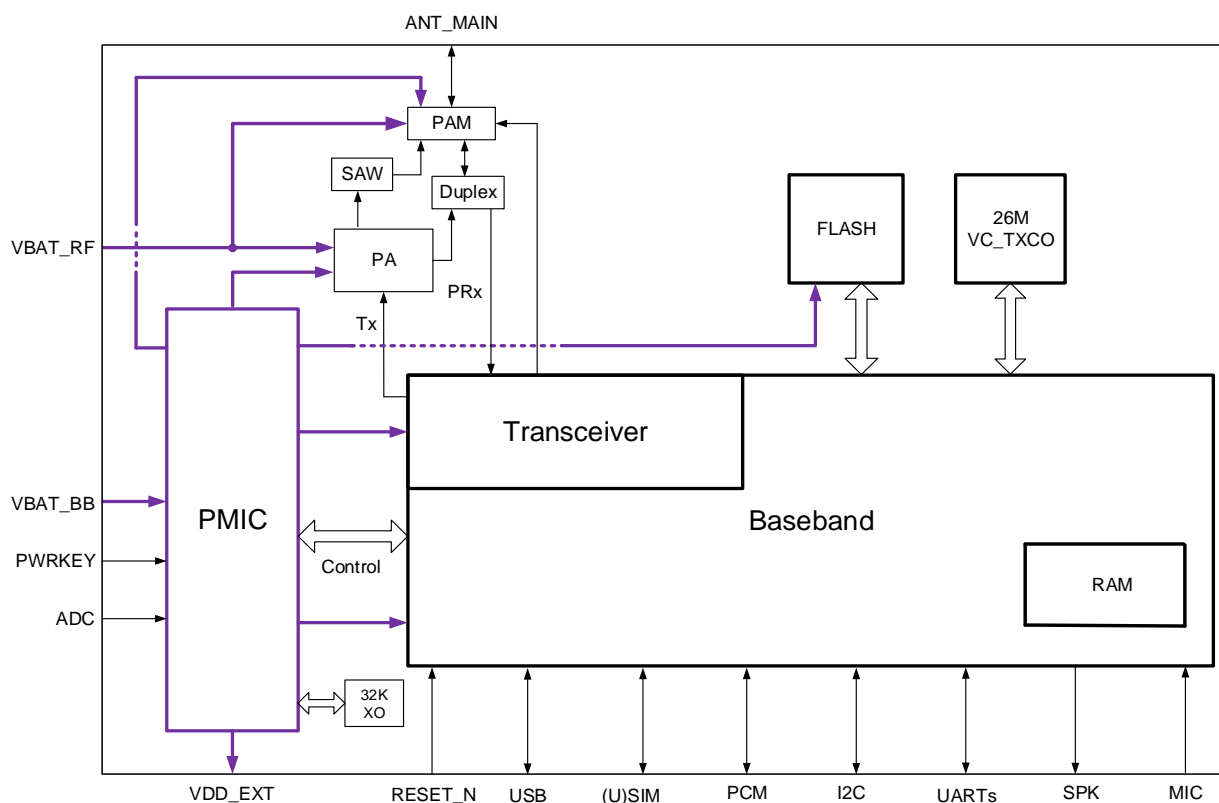 ANT_MAIN
PAM
SAW
Duplex
FLASH
26M
VC_TXCO
VBAT_RF
PA
PRx
Tx
Transceiver
VBAT_BB
PMIC
Baseband
PWRKEY
Control
RAM
ADC
32K
XO
VDD_EXT
RESET_N
USB
(U)SIM
PCM
I2C
UARTs
SPK
MIC